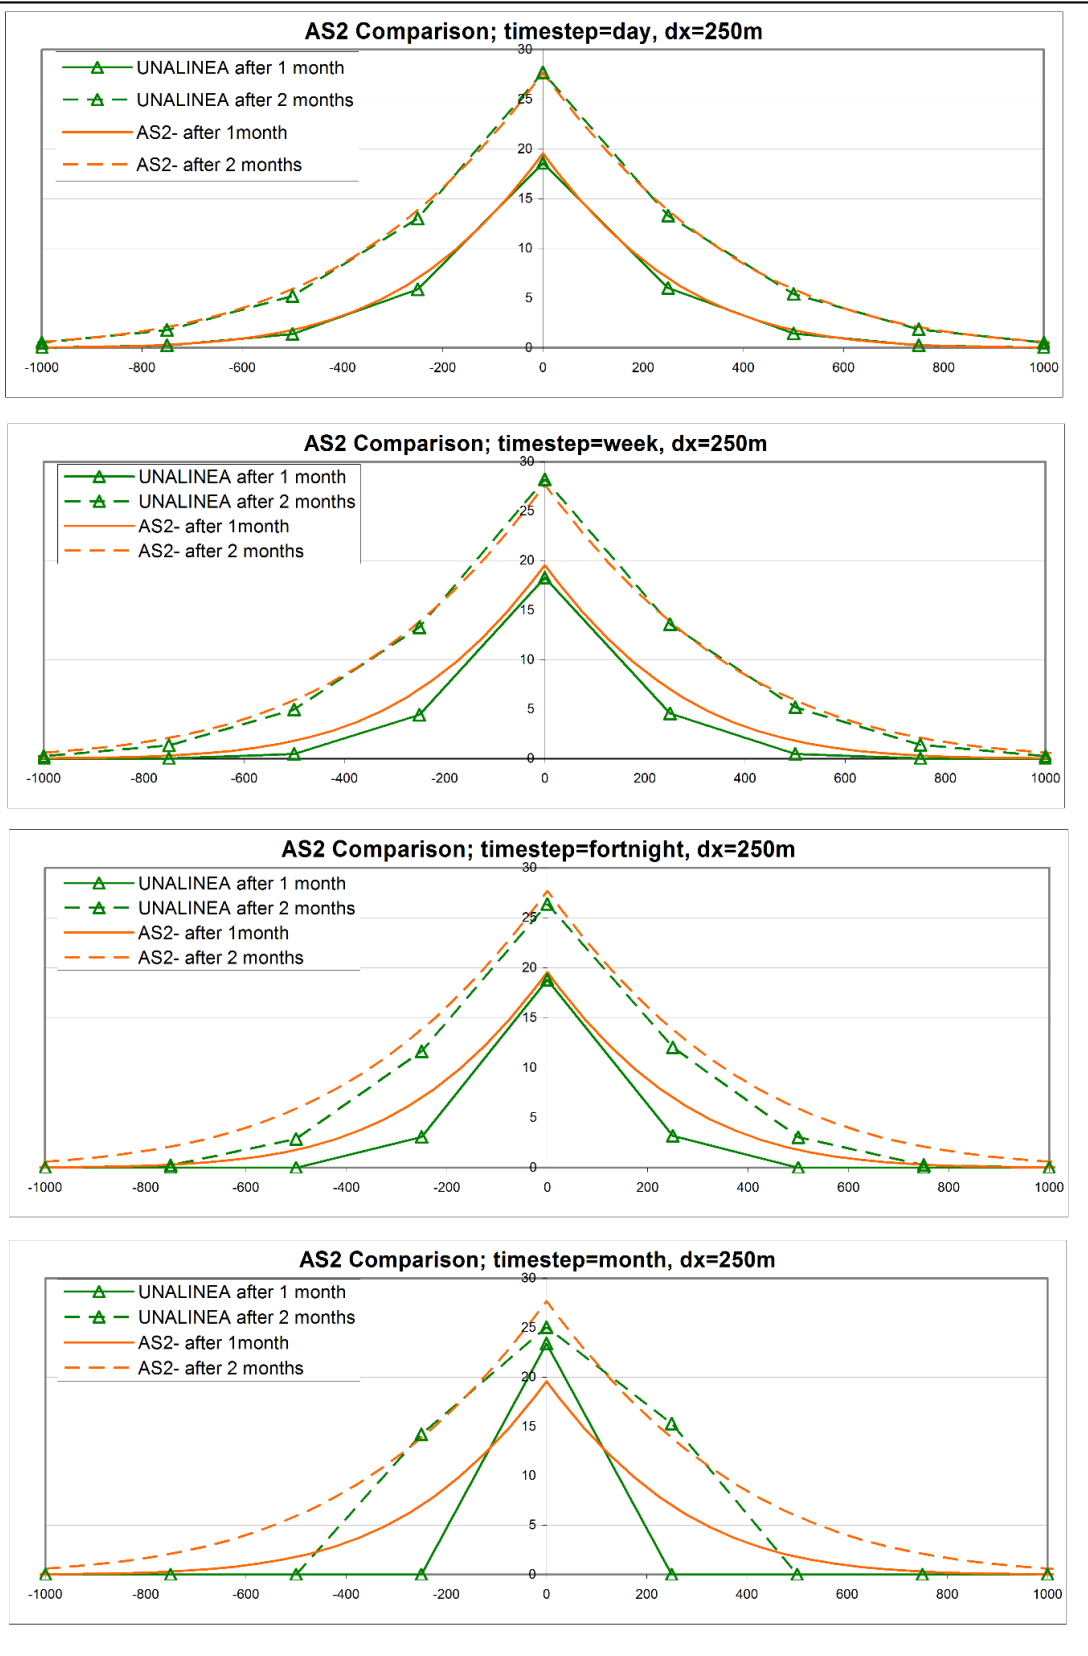 AS2 Comparison; timestep=day, dx=250m
30
UNALINEA after 1 month
UNALINEA after 2 months
25
AS2- after 1month
20
AS2- after 2 months
15
10
5
0
-1000 -800 -600 -400 -200 0 200 400 600 800 1000
AS2 Comparison; timestep=week, dx=250m
30
UNALINEA after 1 month
UNALINEA after 2 months
25
AS2- after 1month
AS2- after 2 months
20
15
10
5
0
-1000 -800 -600 -400 -200 0 200 400 600 800 1000
AS2 Comparison; timestep=fortnight, dx=250m
30
UNALINEA after 1 month
UNALINEA after 2 months
25
AS2- after 1month
AS2- after 2 months
20
15
10
5
0
-1000 -800 -600 -400 -200 0 200 400 600 800 1000
AS2 Comparison; timestep=month, dx=250m
30
UNALINEA after 1 month
UNALINEA after 2 months
25
AS2- after 1month
AS2- after 2 months
20
15
10
5
0
-1000 -800 -600 -400 -200 0 200 400 600 800 1000